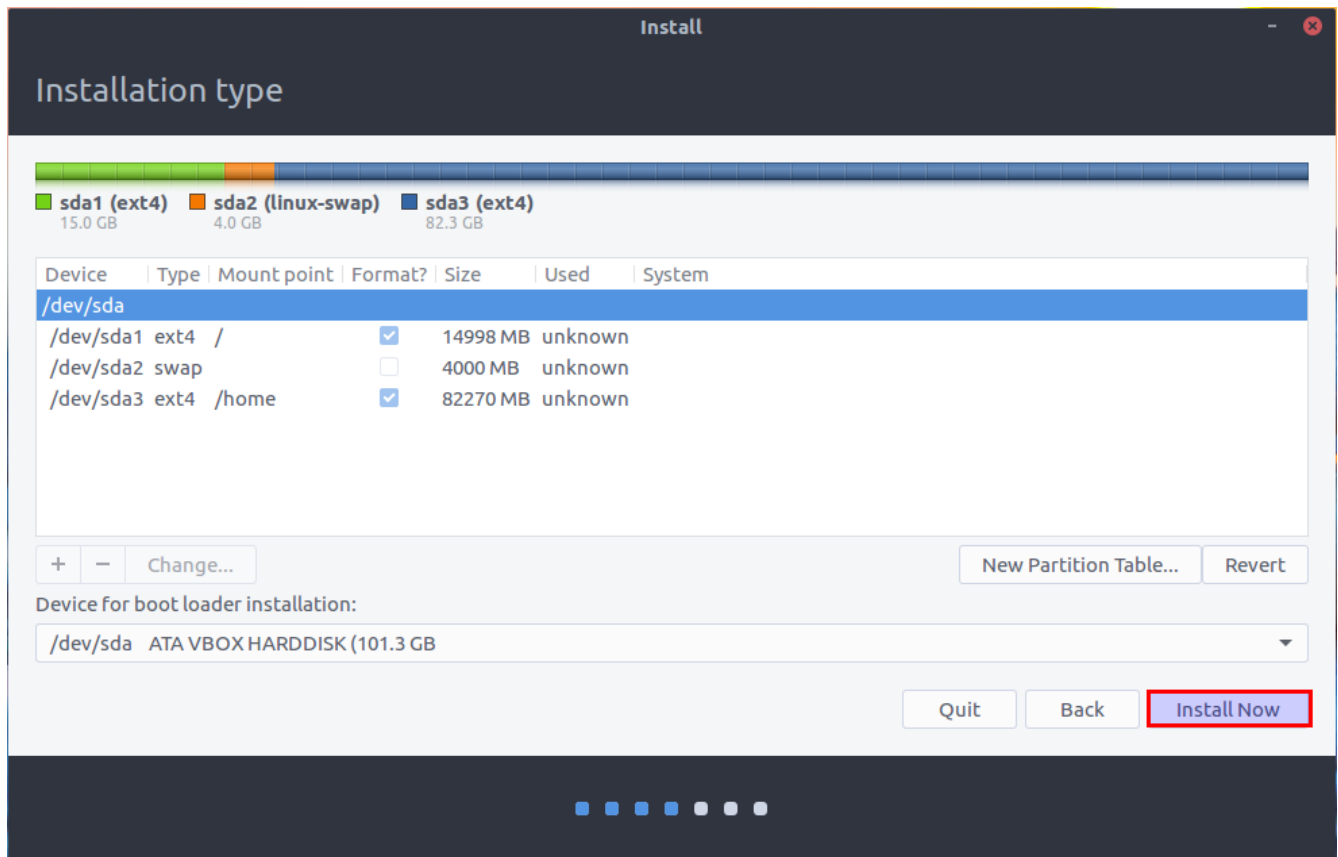 Install
Installation type
sda1 (ext4) sda2 (linux-swap) sda3 (ext4)
15.0 GB 4.0 GB 82.3 GB
Device Type Mount point Format? Size Used System
/dev/sda
/dev/sda1 ext4 / 14998 MB unknown
/dev/sda2 swap 4000 MB unknown
/dev/sda3 ext4 /home 82270 MB unknown
+ − Change... New Partition Table... Revert
Device for boot loader installation:
/dev/sda ATA VBOX HARDDISK (101.3 GB
Quit Back Install Now